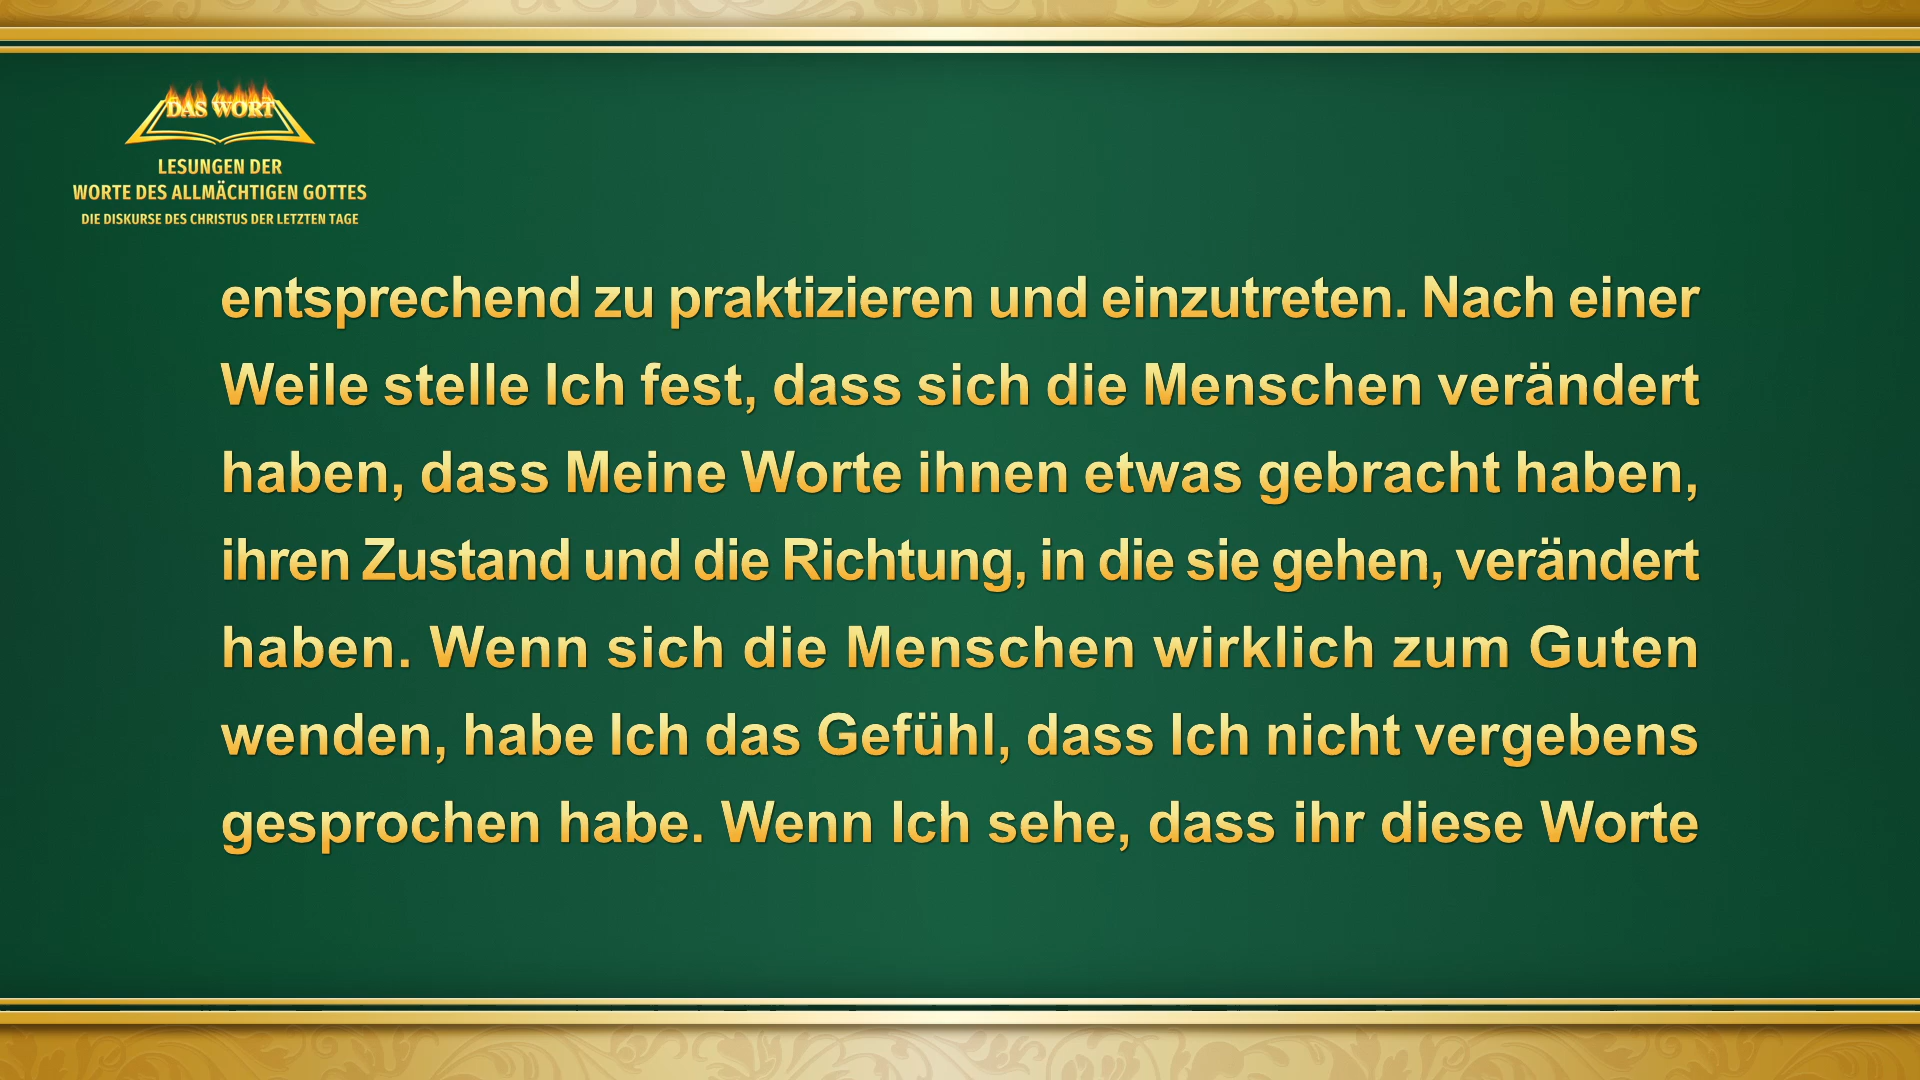 DAS WORT
LESUNGEN DER
WORTE DES ALLMÄCHTIGEN GOTTES
DIE DISKURSE DES CHRISTUS DER LETZTEN TAGE
entsprechend zu praktizieren und einzutreten. Nach einer
Weile stelle Ich fest, dass sich die Menschen verändert
haben, dass Meine Worte ihnen etwas gebracht haben,
ihren Zustand und die Richtung, in die sie gehen, verändert
haben. Wenn sich die Menschen wirklich zum Guten
wenden, habe Ich das Gefühl, dass Ich nicht vergebens
gesprochen habe. Wenn Ich sehe, dass ihr diese Worte